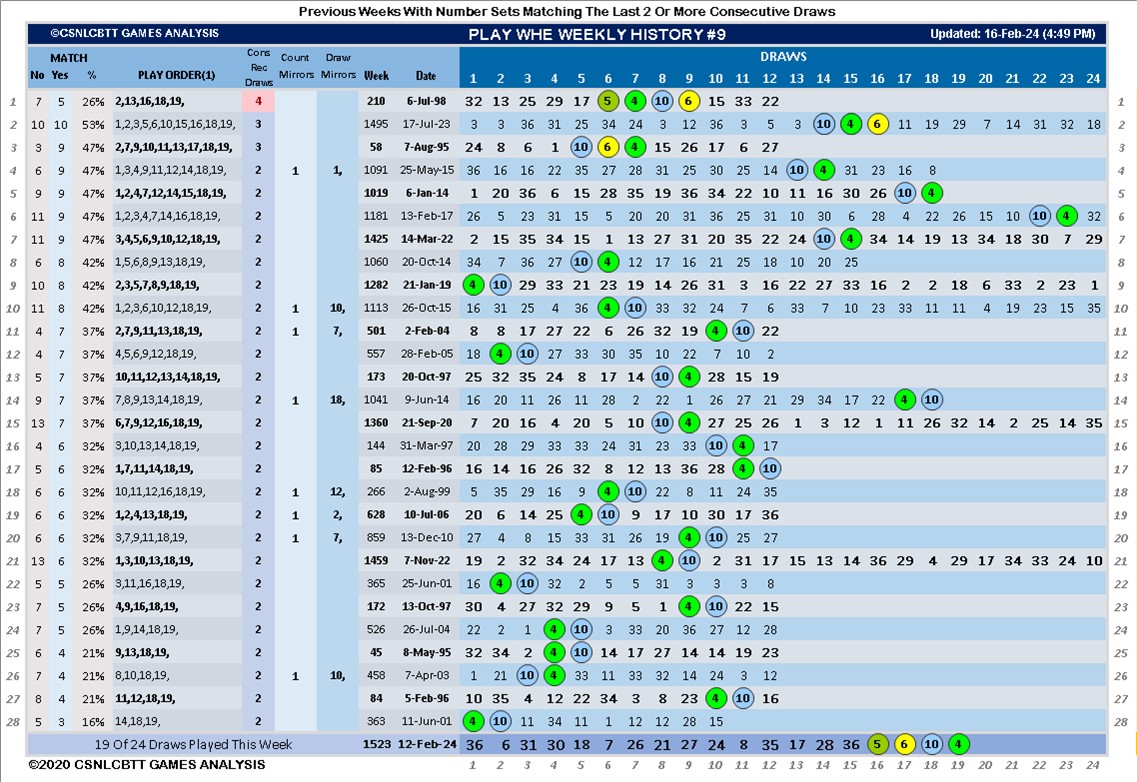 Previous Weeks With Number Sets Matching The Last 2 Or More Consecutive Draws
©CSNLCBTT GAMES ANALYSIS PLAY WHE WEEKLY HISTORY #9 Updated: 16-Feb-24 (4:49 PM)
MATCH Cons Rec Draws Count Mirrors Draw Mirrors DRAWS
No Yes % PLAY ORDER(1) Week Date 1 2 3 4 5 6 7 8 9 10 11 12 13 14 15 16 17 18 19 20 21 22 23 24
1 7 5 26% 2,13,16,18,19, 4 210 6-Jul-98 32 13 25 29 17 5 4 10 6 15 33 22 1
2 10 10 53% 1,2,3,5,6,10,15,16,18,19, 3 1495 17-Jul-23 3 3 36 31 25 34 24 3 12 36 3 5 3 10 4 6 11 19 29 7 14 31 32 18 2
3 3 9 47% 2,7,9,10,11,13,17,18,19, 3 58 7-Aug-95 24 8 6 1 10 6 4 15 26 17 6 27 3
4 6 9 47% 1,3,4,9,11,12,14,18,19, 2 1 1, 1091 25-May-15 36 16 16 22 35 27 28 31 25 30 25 14 10 4 31 23 16 8 4
5 9 9 47% 1,2,4,7,12,14,15,18,19, 2 1019 6-Jan-14 1 20 36 6 15 28 35 19 36 34 22 10 11 16 30 26 10 4 5
6 11 9 47% 1,2,3,4,7,14,16,18,19, 2 1181 13-Feb-17 26 5 23 31 15 5 20 20 31 36 25 31 10 30 6 28 4 22 26 15 10 10 4 32 6
7 11 9 47% 3,4,5,6,9,10,12,18,19, 2 1425 14-Mar-22 2 15 35 34 15 1 13 27 31 20 35 22 24 10 4 34 14 19 13 34 18 30 7 29 7
8 6 8 42% 1,5,6,8,9,13,18,19, 2 1060 20-Oct-14 34 7 36 27 10 4 12 17 16 21 25 18 10 20 25 8
9 10 8 42% 2,3,5,7,8,9,18,19, 2 1282 21-Jan-19 4 10 29 33 21 23 19 14 26 31 3 16 22 27 33 16 2 2 18 6 33 2 23 1 9
10 11 8 42% 1,2,3,6,10,12,18,19, 2 1 10, 1113 26-Oct-15 16 31 25 4 36 4 10 33 32 24 7 6 33 7 10 23 33 11 11 4 19 23 15 35 10
11 4 7 37% 2,7,9,11,13,18,19, 2 1 7, 501 2-Feb-04 8 8 17 27 22 6 26 32 19 4 10 22 11
12 4 7 37% 4,5,6,9,12,18,19, 2 557 28-Feb-05 18 4 10 27 33 30 35 10 22 7 10 2 12
13 5 7 37% 10,11,12,13,14,18,19, 2 173 20-Oct-97 25 32 35 24 8 17 14 10 4 28 15 19 13
14 9 7 37% 7,8,9,13,14,18,19, 2 1 18, 1041 9-Jun-14 16 20 11 26 11 28 2 22 1 26 27 21 29 34 17 22 4 10 14
15 13 7 37% 6,7,9,12,16,18,19, 2 1360 21-Sep-20 7 20 16 4 20 5 10 10 4 27 25 26 1 3 12 1 11 26 32 14 2 25 14 35 15
16 4 6 32% 3,10,13,14,18,19, 2 144 31-Mar-97 20 28 29 33 33 24 31 23 33 10 4 17 16
17 5 6 32% 1,7,11,14,18,19, 2 85 12-Feb-96 16 14 16 26 32 8 12 13 36 28 4 10 17
18 6 6 32% 10,11,12,16,18,19, 2 1 12, 266 2-Aug-99 5 35 29 16 9 4 10 22 8 11 24 35 18
19 6 6 32% 1,2,4,13,18,19, 2 1 2, 628 10-Jul-06 20 6 14 25 4 10 9 17 10 30 17 36 19
20 6 6 32% 3,7,9,11,18,19, 2 1 7, 859 13-Dec-10 27 4 8 15 33 31 26 19 4 10 25 27 20
21 13 6 32% 1,3,10,13,18,19, 2 1459 7-Nov-22 19 2 32 34 24 17 13 4 10 2 31 17 15 13 14 36 29 4 29 17 34 33 24 10 21
22 5 5 26% 3,11,16,18,19, 2 365 25-Jun-01 16 4 10 32 2 5 5 31 3 3 3 8 22
23 7 5 26% 4,9,16,18,19, 2 172 13-Oct-97 30 4 27 32 29 9 5 1 4 10 22 15 23
24 7 5 26% 1,9,14,18,19, 2 526 26-Jul-04 22 2 1 4 10 3 33 20 36 27 12 28 24
25 6 4 21% 9,13,18,19, 2 45 8-May-95 32 34 2 4 10 14 17 27 14 14 19 23 25
26 7 4 21% 8,10,18,19, 2 1 10, 458 7-Apr-03 1 21 10 4 33 11 33 32 14 24 3 12 26
27 8 4 21% 11,12,18,19, 2 84 5-Feb-96 10 35 4 12 22 34 3 8 23 4 10 16 27
28 5 3 16% 14,18,19, 2 363 11-Jun-01 4 10 11 34 11 1 12 12 28 15 28
19 Of 24 Draws Played This Week 1523 12-Feb-24 36 6 31 30 18 7 26 21 27 24 8 35 17 28 36 5 6 10 4
©2020 CSNLCBTT GAMES ANALYSIS 1 2 3 4 5 6 7 8 9 10 11 12 13 14 15 16 17 18 19 20 21 22 23 24